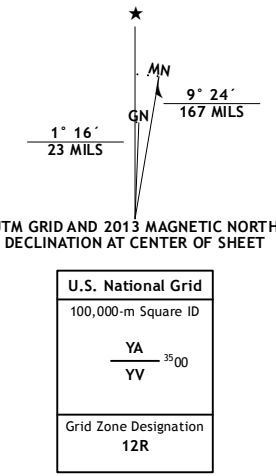 MN
GN
1° 16´
23 MILS
9° 24´
167 MILS
UTM GRID AND 2013 MAGNETIC NORTH
DECLINATION AT CENTER OF SHEET
U.S. National Grid
100,000-m Square ID
YA
3500
YV
Grid Zone Designation
12R